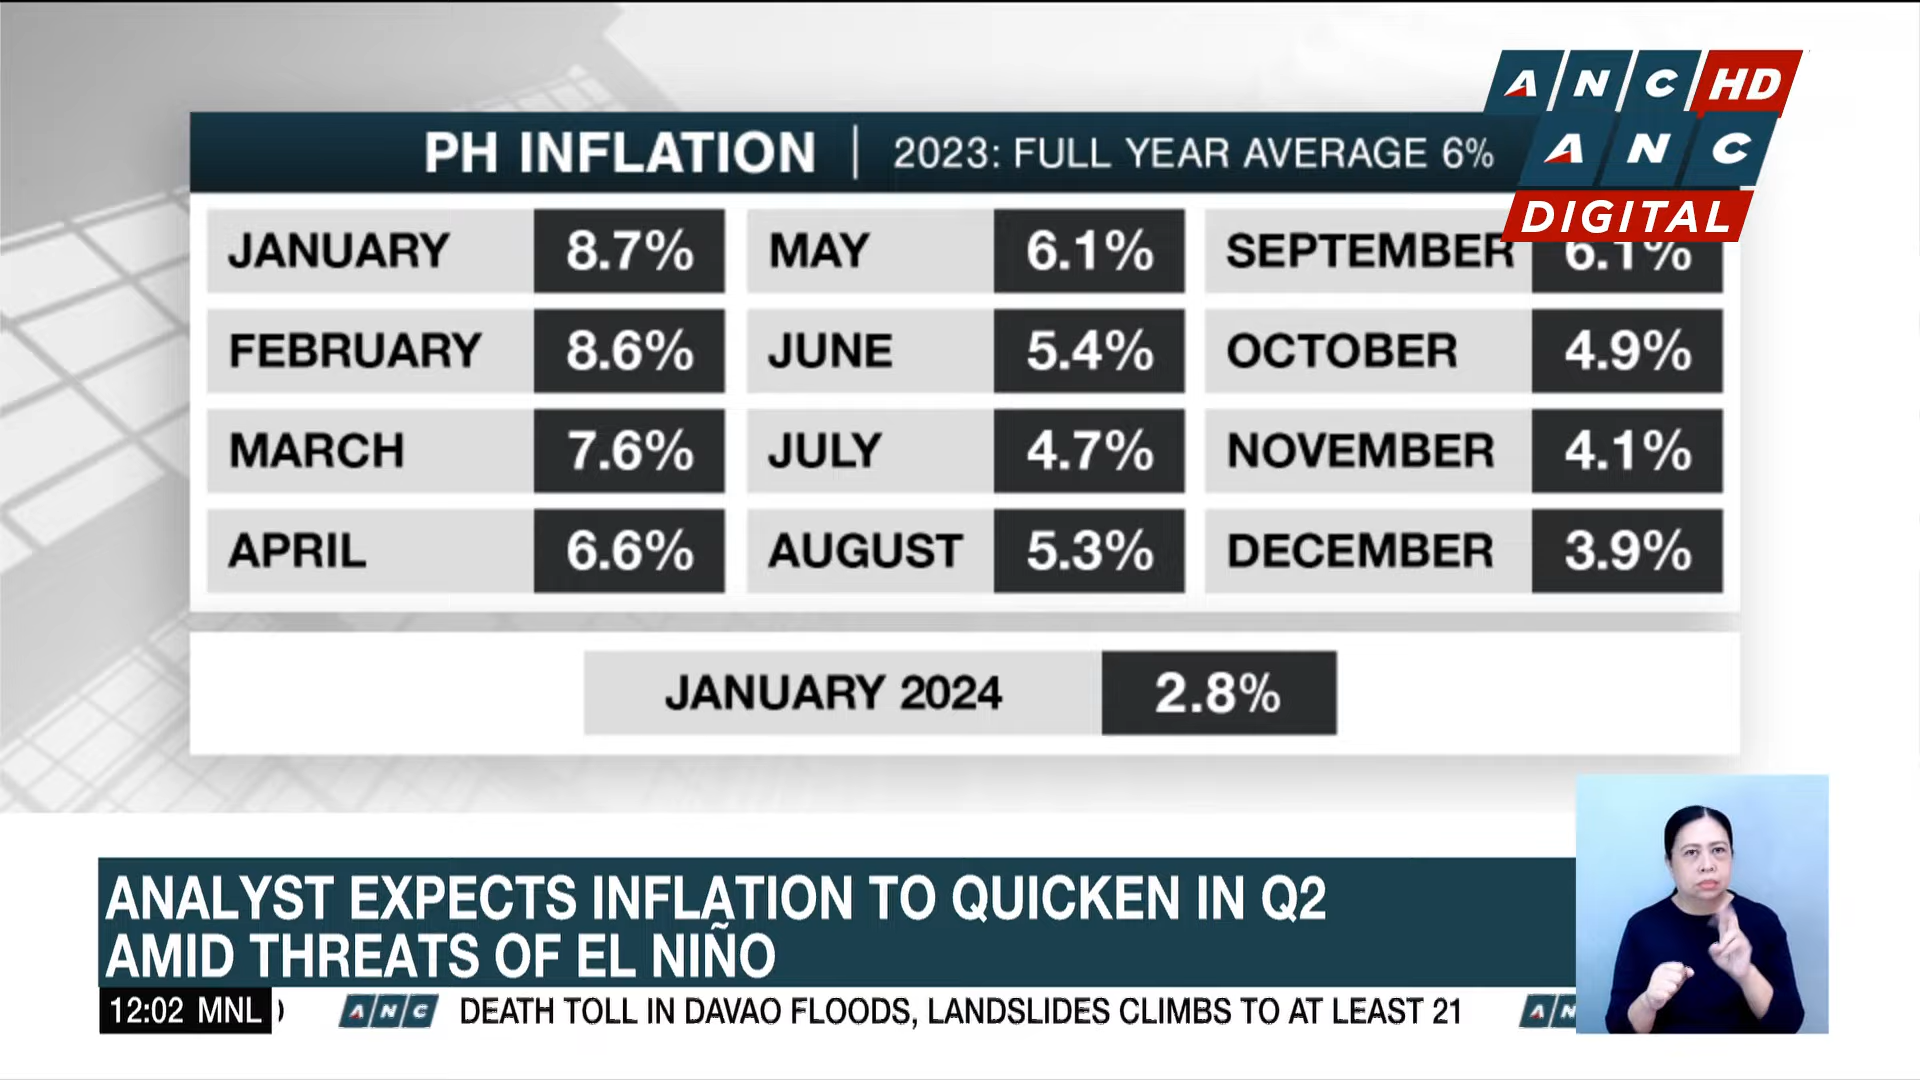 ANC HD
ANC
DIGITAL
PH INFLATION | 2023: FULL YEAR AVERAGE 6%
JANUARY 8.7%
FEBRUARY 8.6%
MARCH 7.6%
APRIL 6.6%
MAY 6.1%
JUNE 5.4%
JULY 4.7%
AUGUST 5.3%
SEPTEMBER 6.1%
OCTOBER 4.9%
NOVEMBER 4.1%
DECEMBER 3.9%
JANUARY 2024 2.8%
ANALYST EXPECTS INFLATION TO QUICKEN IN Q2
AMID THREATS OF EL NIÑO
12:02 MNL ANC DEATH TOLL IN DAVAO FLOODS, LANDSLIDES CLIMBS TO AT LEAST 21 AN